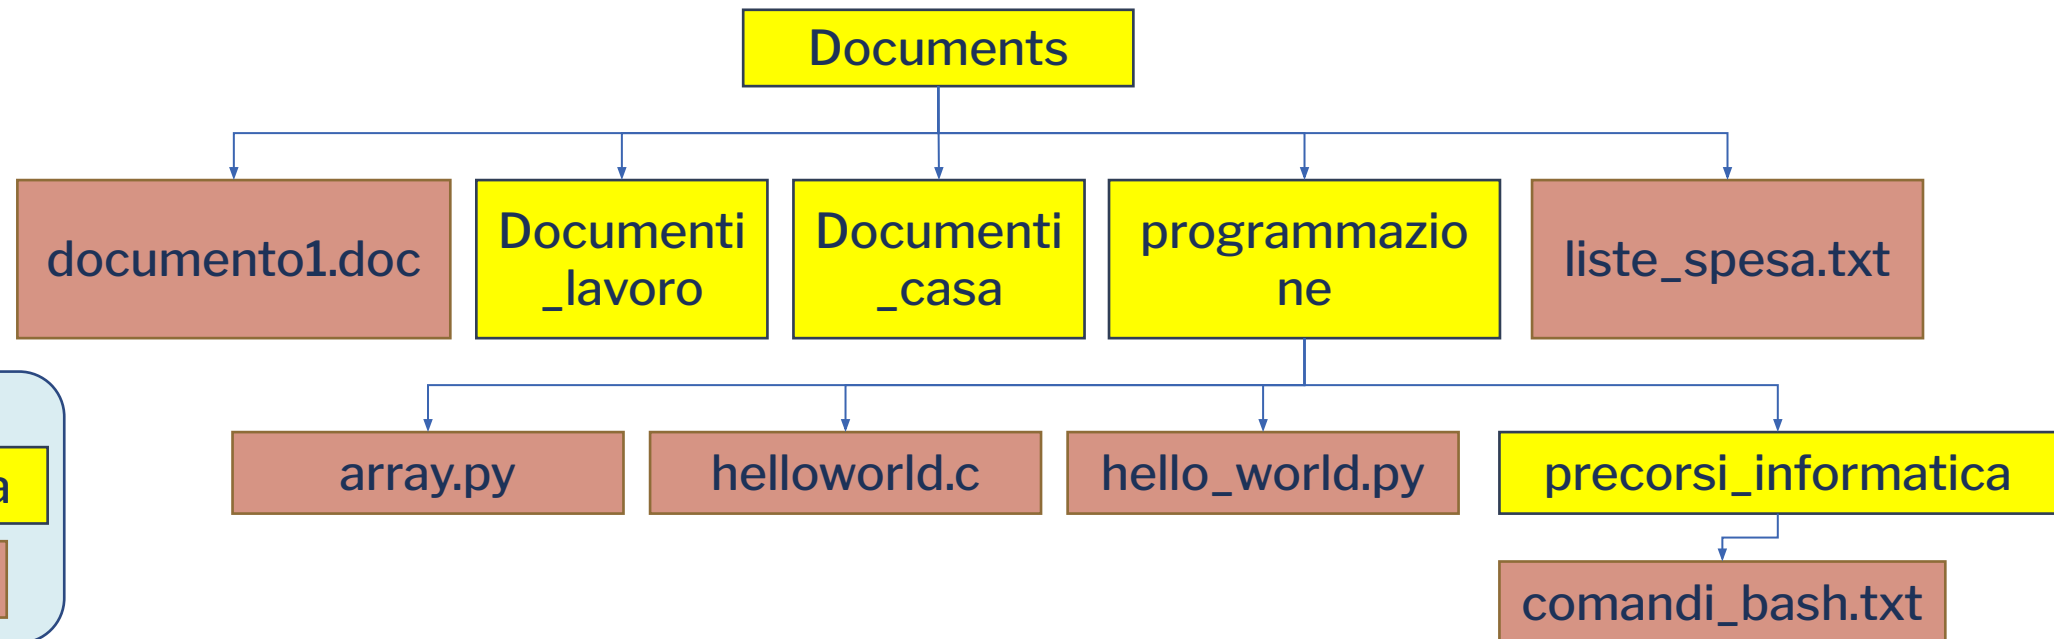 Documents
documento1.doc
Documenti
_lavoro
Documenti
_casa
programmazio
ne
liste_spesa.txt
array.py
helloworld.c
hello_world.py
precorsi_informatica
comandi_bash.txt